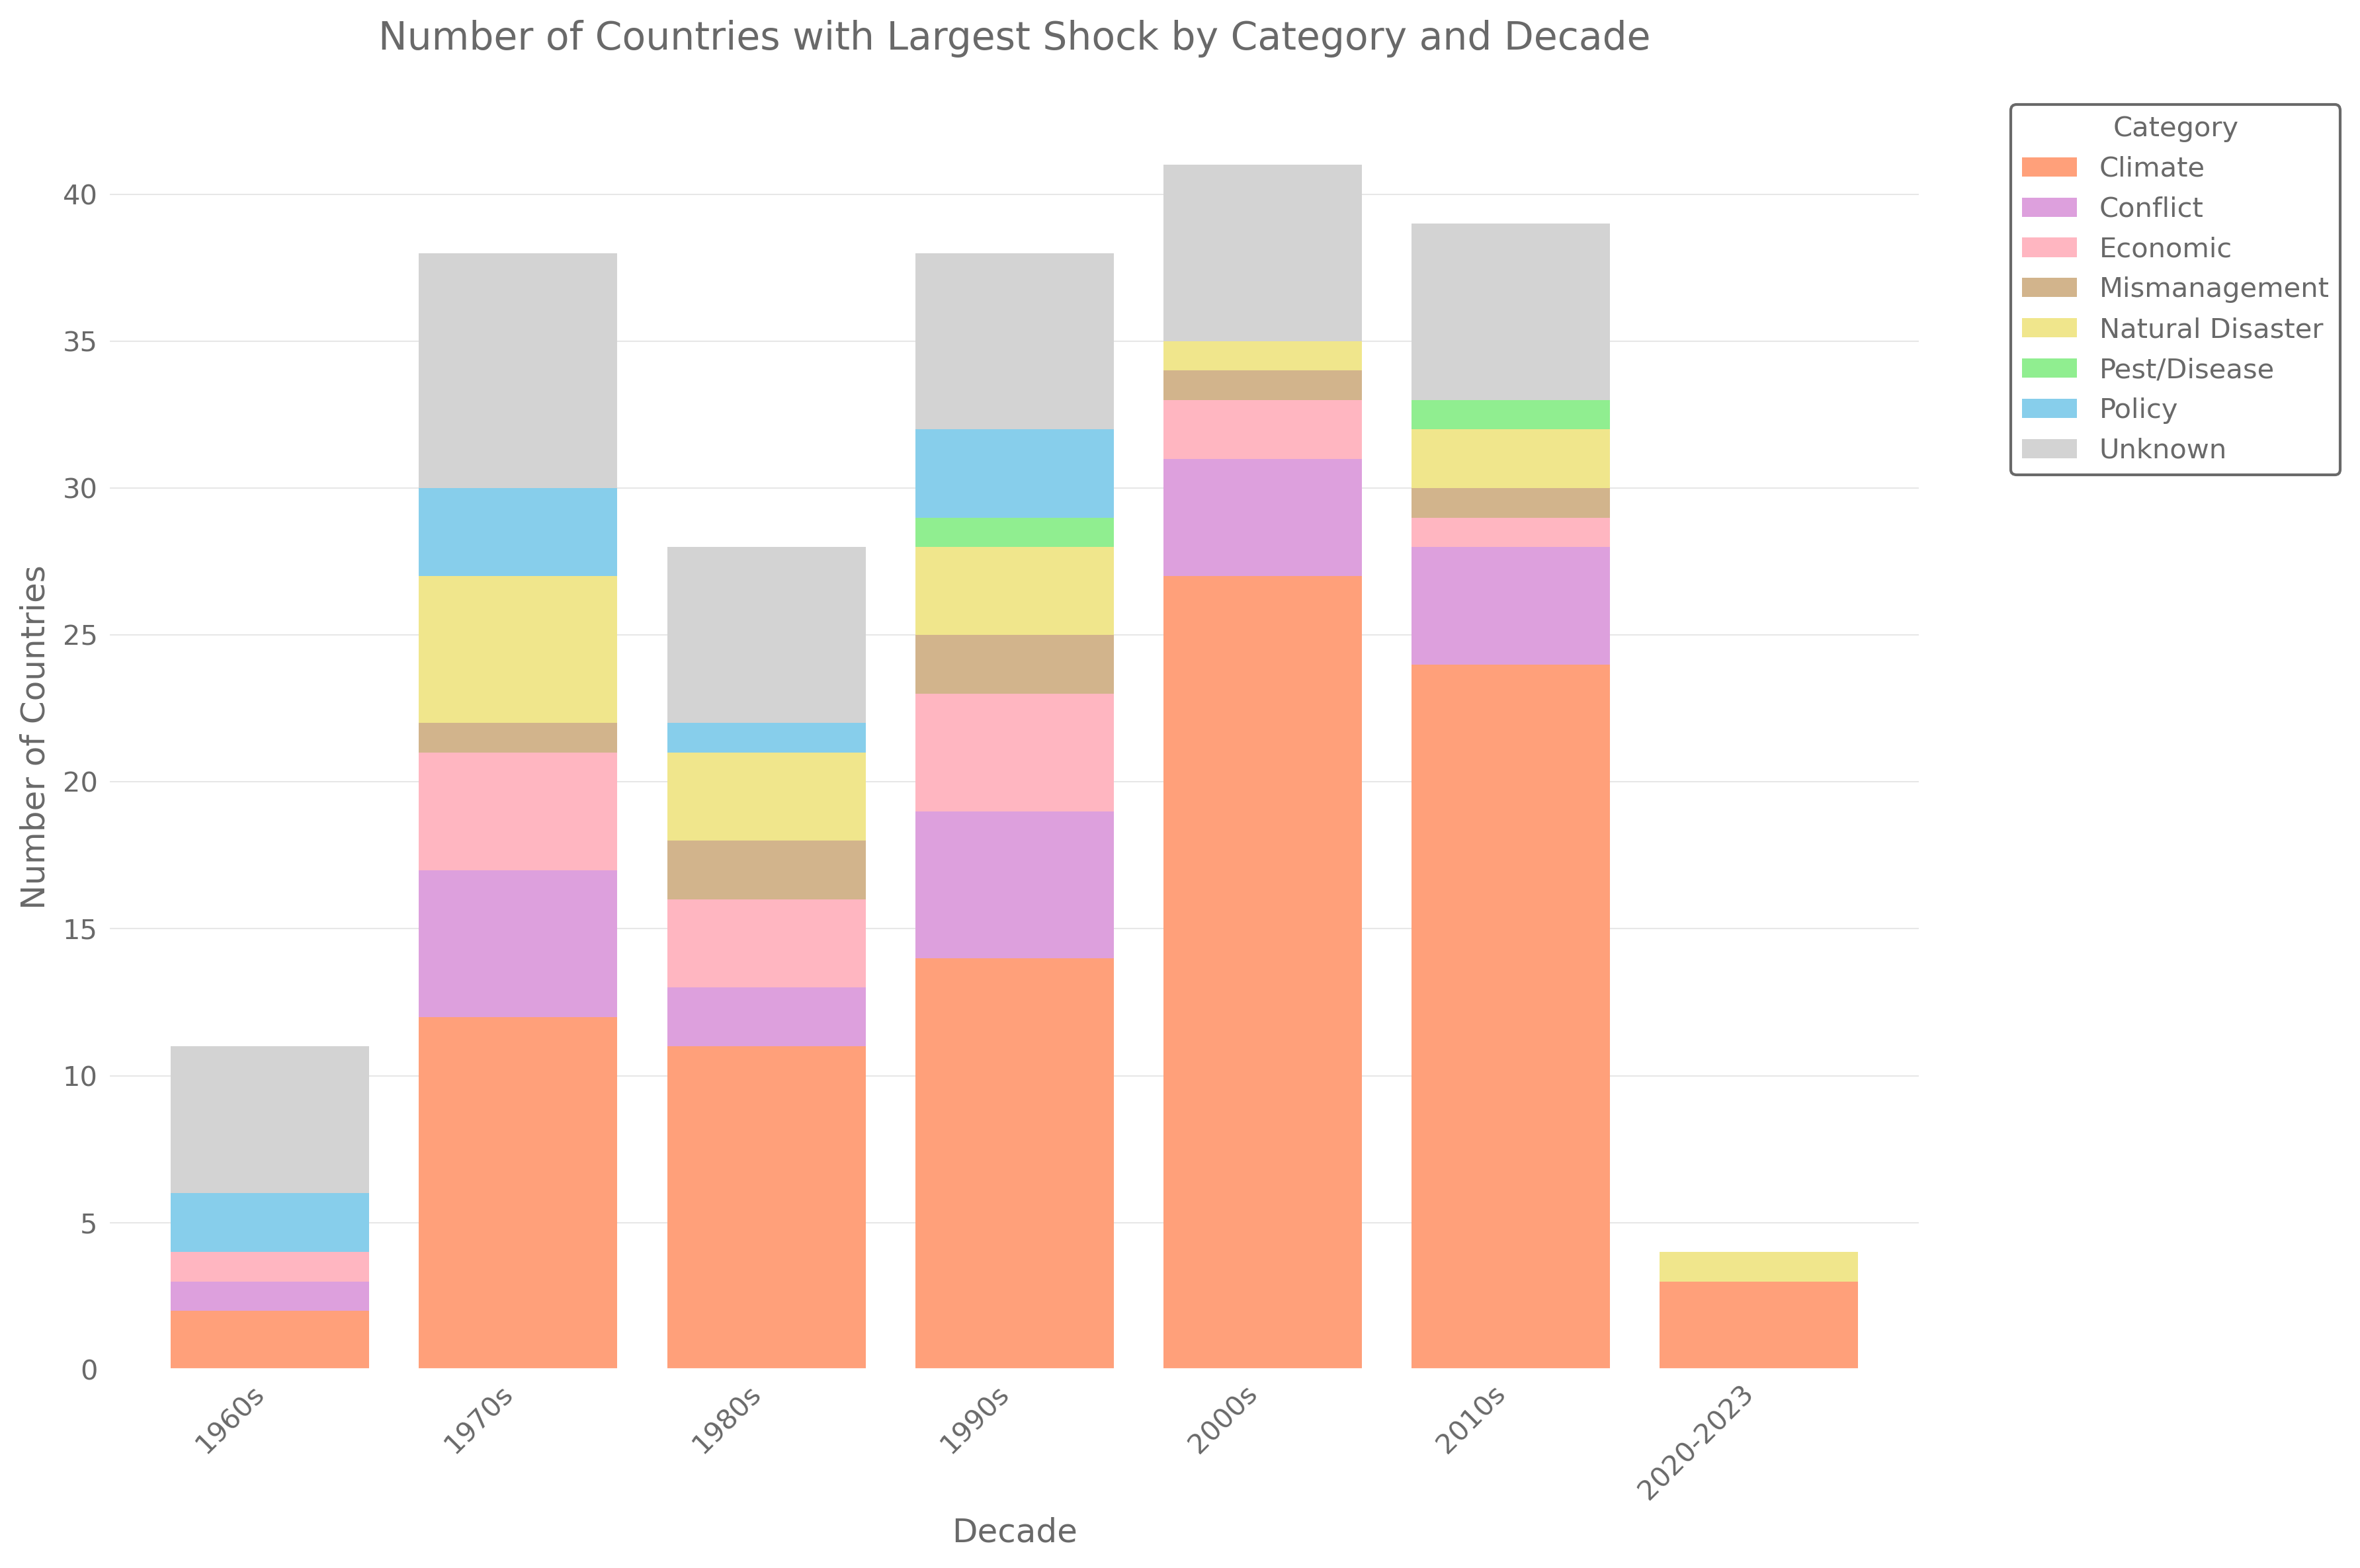 Number of Countries with Largest Shock by Category and Decade
Category
Climate
Conflict
Economic
Mismanagement
Natural Disaster
Pest/Disease
Policy
Unknown
Number of Countries
40
35
30
25
20
15
10
5
0
1960s
1970s
1980s
1990s
2000s
2010s
2020-2023
Decade